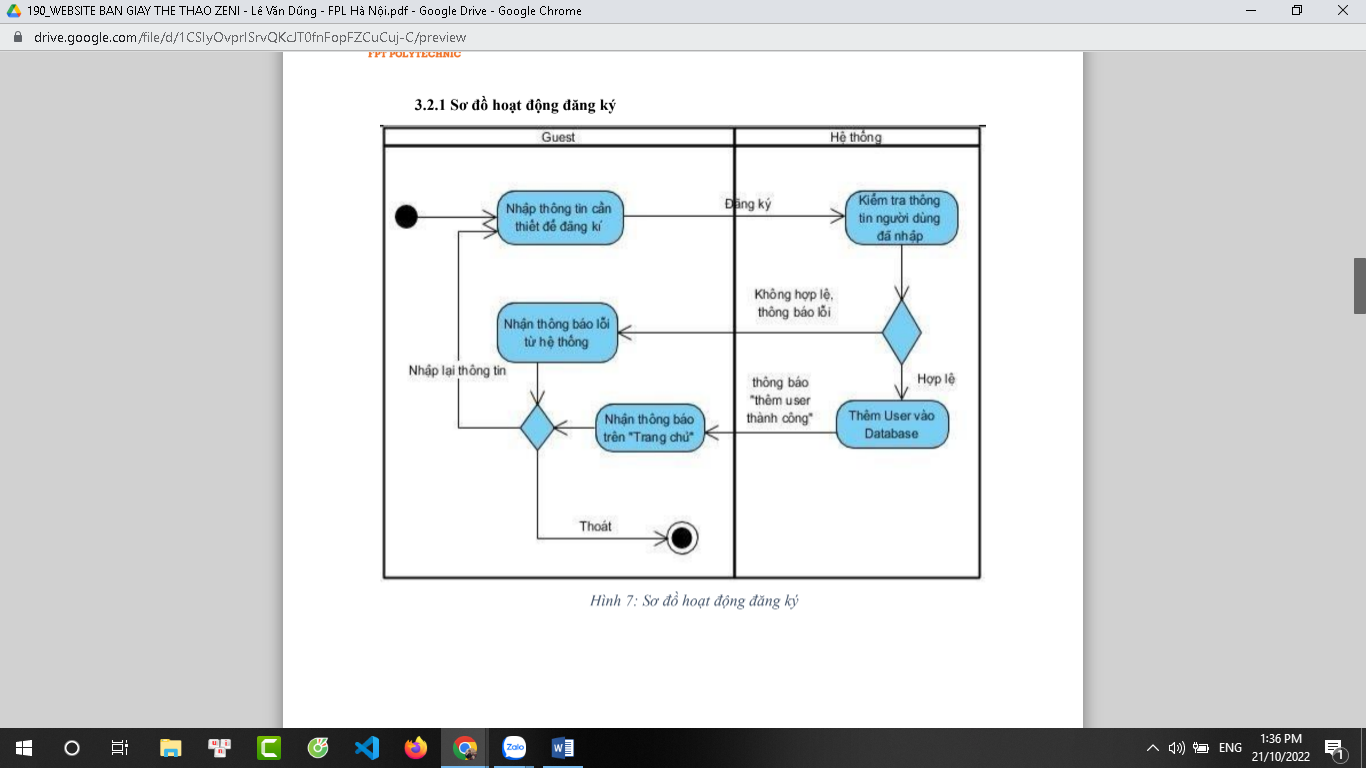 190_WEBSITE BAN GIAY THE THAO ZENI - Lê Văn Dũng - FPL Hà Nội.pdf - Google Drive - Google Chrome
drive.google.com/file/d/1CSIyOvprlSrvQKcJT0fnFopFZCuCuj-C/preview
FPT POLYTECHNIC
3.2.1 Sơ đồ hoạt động đăng ký
Guest
Hệ thống
Nhập thông tin cần
thiết để đăng kí
Đăng ký
Kiểm tra thông
tin người dùng
đã nhập
Không hợp lệ,
thông báo lỗi
Nhận thông báo lỗi
từ hệ thống
Nhập lại thông tin
Hợp lệ
thông báo
"thêm user
thành công"
Nhận thông báo
trên "Trang chủ"
Thêm User vào
Database
Thoát
Hình 7: Sơ đồ hoạt động đăng ký
Zalo
ENG
1:36 PM
21/10/2022
1